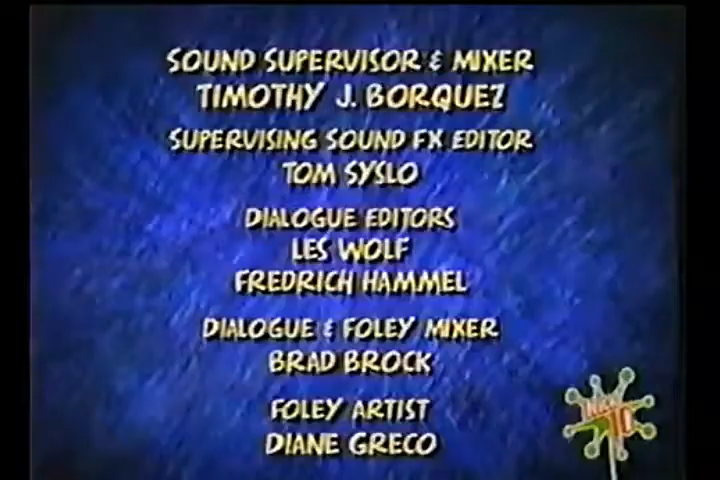 SOUND SUPERVISOR & MIXER
TIMOTHY J. BORQUEZ
SUPERVISING SOUND FX EDITOR
TOM SYSLO
DIALOGUE EDITORS
LES WOLF
FREDRICH HAMMEL
DIALOGUE & FOLEY MIXER
BRAD BROCK
FOLEY ARTIST
DIANE GRECO
10